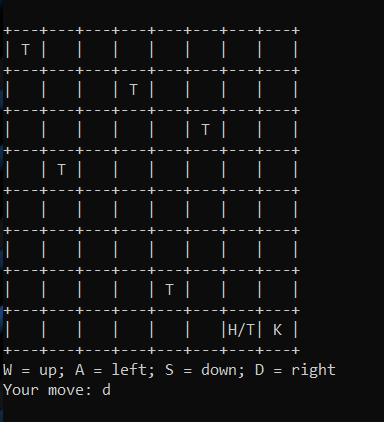 +---+---+---+---+---+---+---+---+
| T |   |   |   |   |   |   |   |
+---+---+---+---+---+---+---+---+
|   |   |   | T |   |   |   |   |
+---+---+---+---+---+---+---+---+
|   |   |   |   |   | T |   |   |
+---+---+---+---+---+---+---+---+
|   | T |   |   |   |   |   |   |
+---+---+---+---+---+---+---+---+
|   |   |   |   |   |   |   |   |
+---+---+---+---+---+---+---+---+
|   |   |   |   |   |   |   |   |
+---+---+---+---+---+---+---+---+
|   |   |   |   | T |   |   |   |
+---+---+---+---+---+---+---+---+
|   |   |   |   |   |   |H/T| K |
+---+---+---+---+---+---+---+---+
W = up; A = left; S = down; D = right
Your move: d